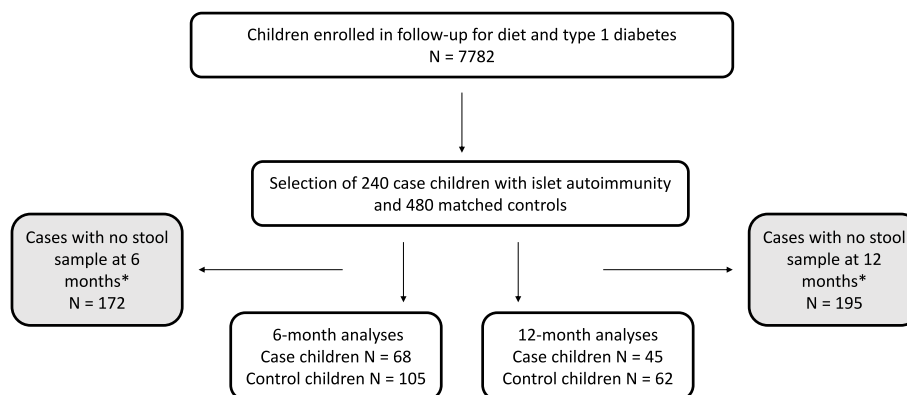 Children enrolled in follow-up for diet and type 1 diabetes
N = 7782
Selection of 240 case children with islet autoimmunity
and 480 matched controls
Cases with no stool
sample at 6
months*
N = 172
Cases with no stool
sample at 12
months*
N = 195
6-month analyses
Case children N = 68
Control children N = 105
12-month analyses
Case children N = 45
Control children N = 62